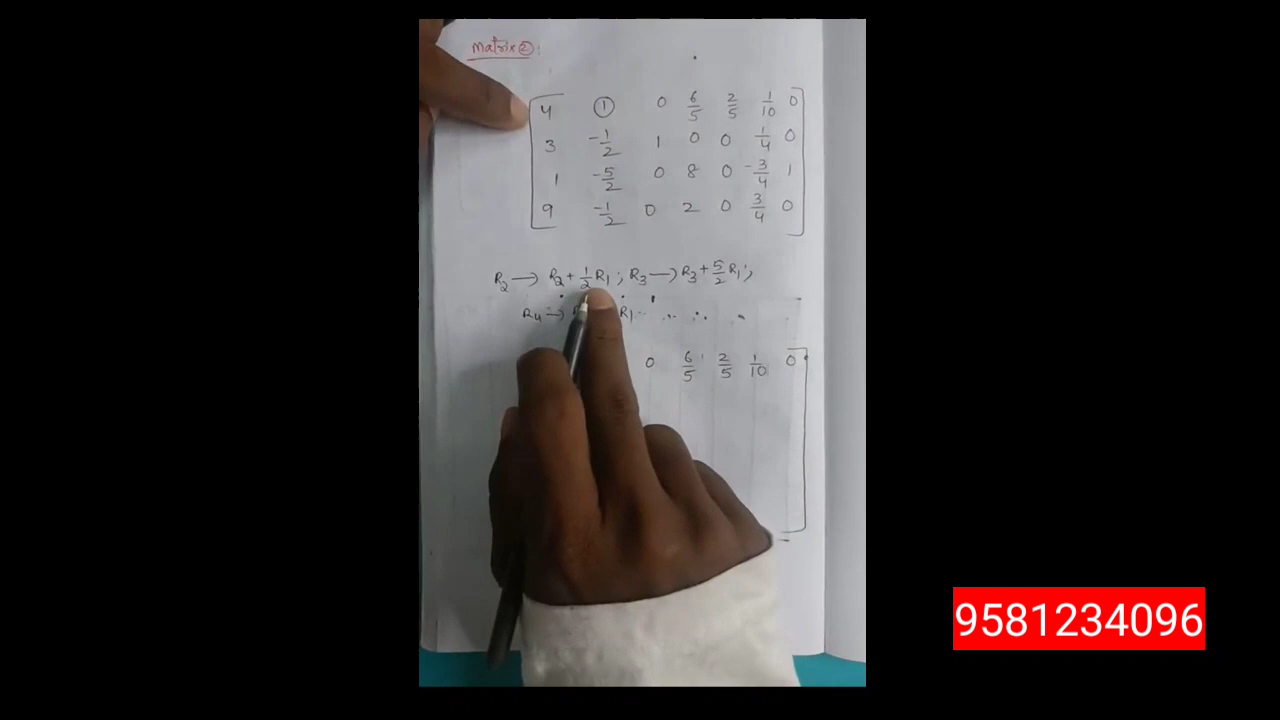 Matrix ② :
4 ① 0 6/5 2/5 1/10 0
3 -1/2 1 0 0 1/4 0
1 -5/2 0 8 0 -3/4 1
9 -1/2 0 2 0 3/4 0
R₂ → R₂ + 1/2 R₁ ; R₃ → R₃ + 5/2 R₁ ;
R₄ → R₁
0 6/5 2/5 1/10 0
9581234096